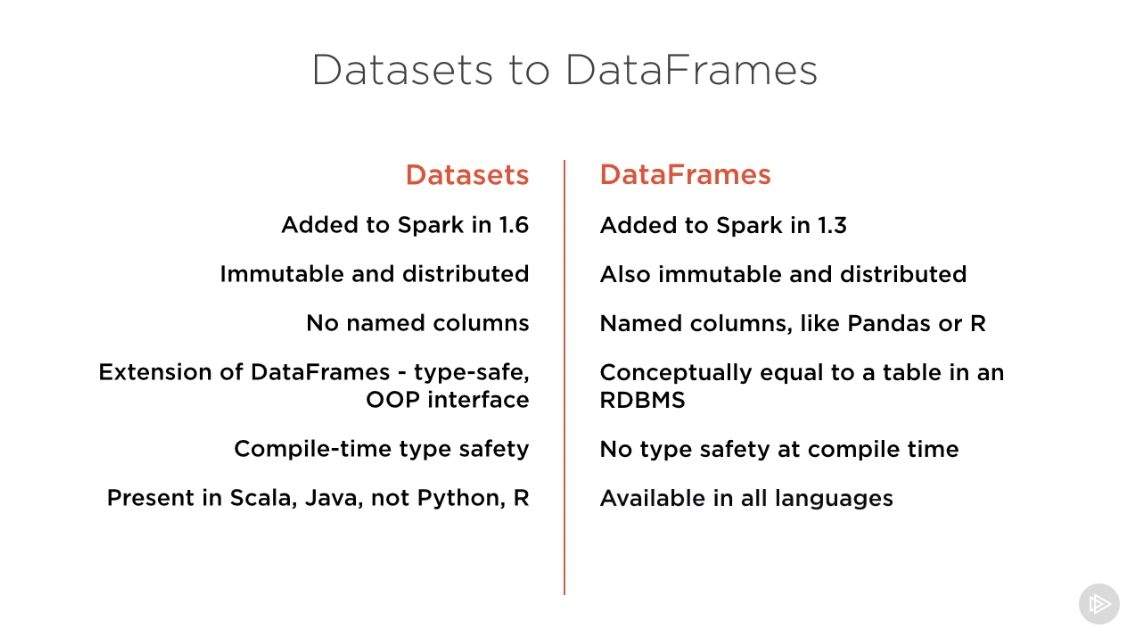 Datasets to DataFrames
Datasets
Added to Spark in 1.6
Immutable and distributed
No named columns
Extension of DataFrames - type-safe,
OOP interface
Compile-time type safety
Present in Scala, Java, not Python, R
DataFrames
Added to Spark in 1.3
Also immutable and distributed
Named columns, like Pandas or R
Conceptually equal to a table in an
RDBMS
No type safety at compile time
Available in all languages